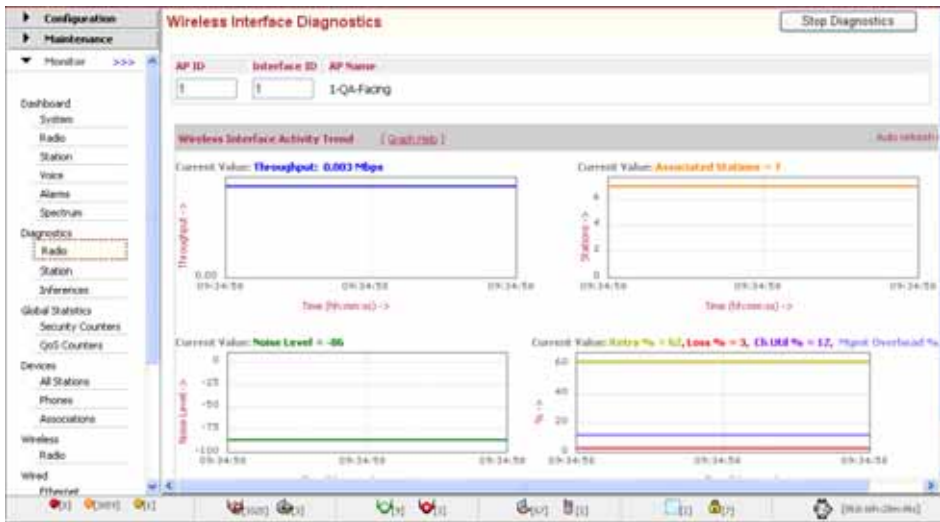 Configuration
Maintenance
Monitor >>>
Dashboard
System
Radio
Station
Voice
Alarms
Spectrum
Diagnostics
Radio
Station
Inferences
Global Statistics
Security Counters
QoS Counters
Devices
All Stations
Phones
Associations
Wireless
Radio
Wired
Ethernet
Wireless Interface Diagnostics
Stop Diagnostics
AP ID Interface ID AP Name
1 1 1-QA-Facing
Wireless Interface Activity Trend [ Graph Help ] Auto refresh
Current Value: Throughput: 0.003 Mbps
Throughput ->
0.00
09:34:58 09:34:58 09:34:58
Time (hh:mm:ss) ->
Current Value: Associated Stations = 7
Stations ->
6
4
2
0
09:34:58 09:34:58 09:34:58
Time (hh:mm:ss) ->
Current Value: Noise Level = -86
Noise Level ->
0
-25
-50
-75
-100
09:34:58 09:34:58 09:34:58
Current Value: Retry % = 62, Loss % = 3, Ch Util % = 12, Mgmt Overhead %
% ->
60
40
20
0
09:34:58 09:34:58 09:34:58